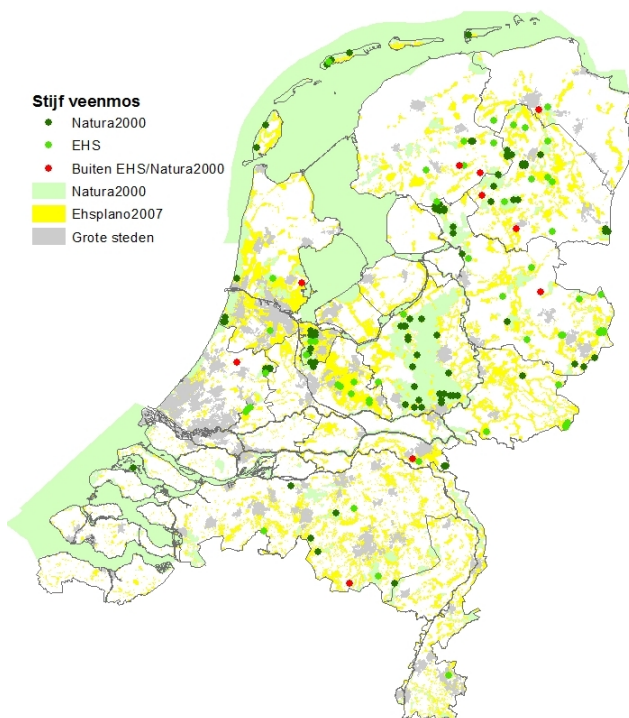 Stijf veenmos
Natura2000
EHS
Buiten EHS/Natura2000
Natura2000
Ehsplano2007
Grote steden